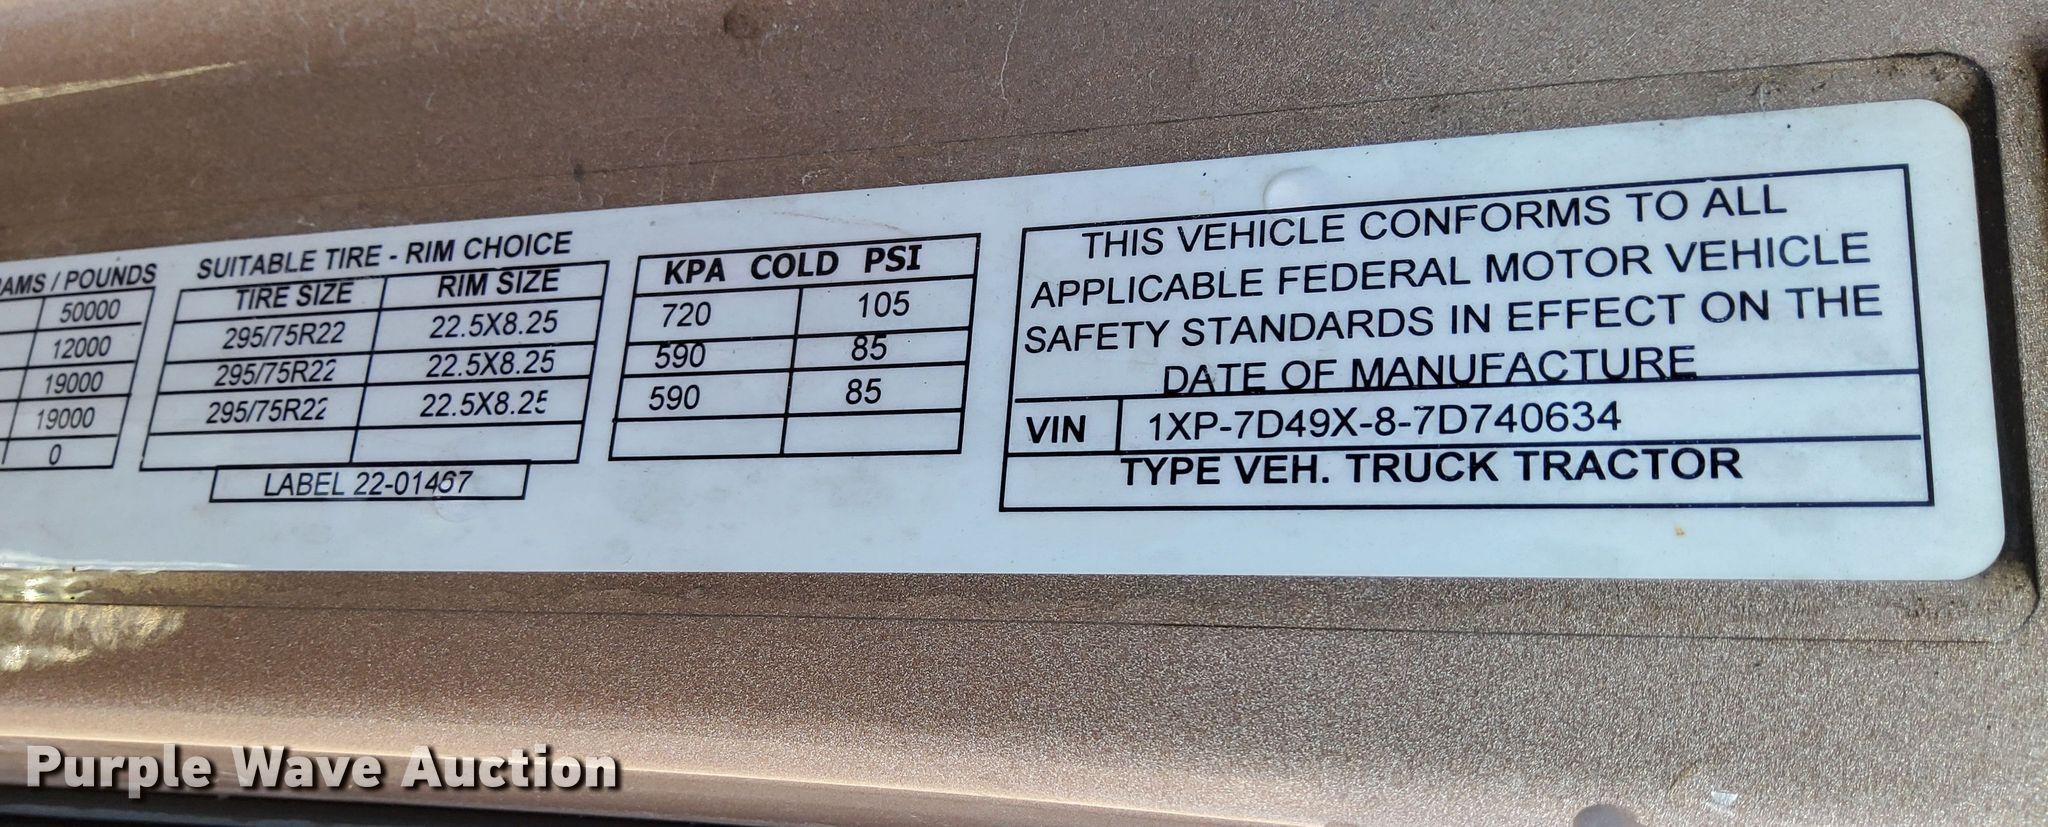 AMS / POUNDS
50000
12000
19000
19000
0
SUITABLE TIRE - RIM CHOICE
TIRE SIZE RIM SIZE
295/75R22 22.5X8.25
295/75R22 22.5X8.25
295/75R22 22.5X8.25
LABEL 22-01467
KPA COLD PSI
720 105
590 85
590 85
THIS VEHICLE CONFORMS TO ALL
APPLICABLE FEDERAL MOTOR VEHICLE
SAFETY STANDARDS IN EFFECT ON THE
DATE OF MANUFACTURE
VIN 1XP-7D49X-8-7D740634
TYPE VEH. TRUCK TRACTOR
Purple Wave Auction